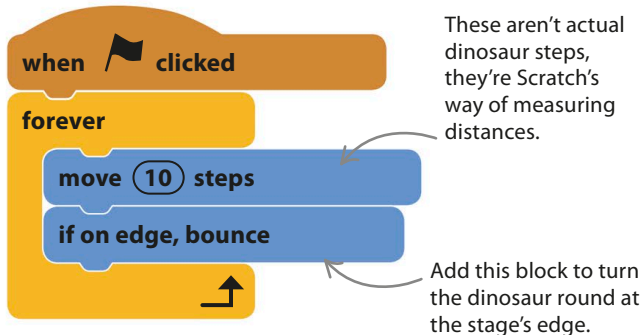 when clicked
forever
move 10 steps
if on edge, bounce
These aren’t actual
dinosaur steps,
they’re Scratch’s
way of measuring
distances.
Add this block to turn
the dinosaur round at
the stage’s edge.